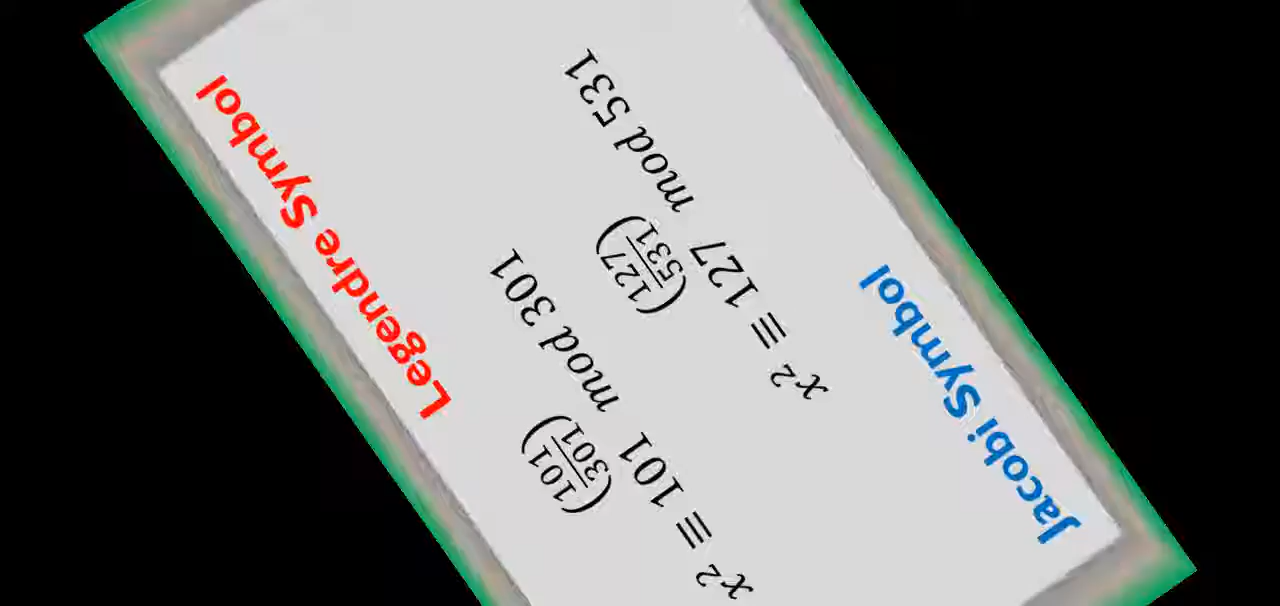 Legendre Symbol
(101/301)
x² ≡ 101 mod 301
(127/531)
x² ≡ 127 mod 531
Jacobi Symbol